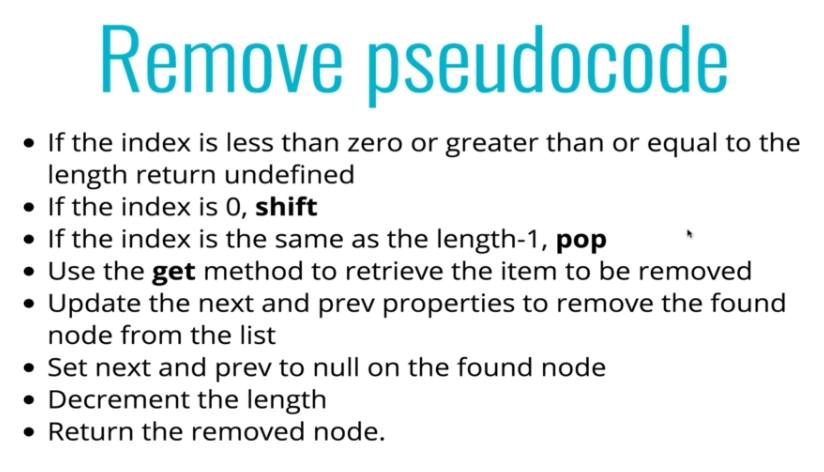 Remove pseudocode
• If the index is less than zero or greater than or equal to the
length return undefined
• If the index is 0, shift
• If the index is the same as the length-1, pop
• Use the get method to retrieve the item to be removed
• Update the next and prev properties to remove the found
node from the list
• Set next and prev to null on the found node
• Decrement the length
• Return the removed node.